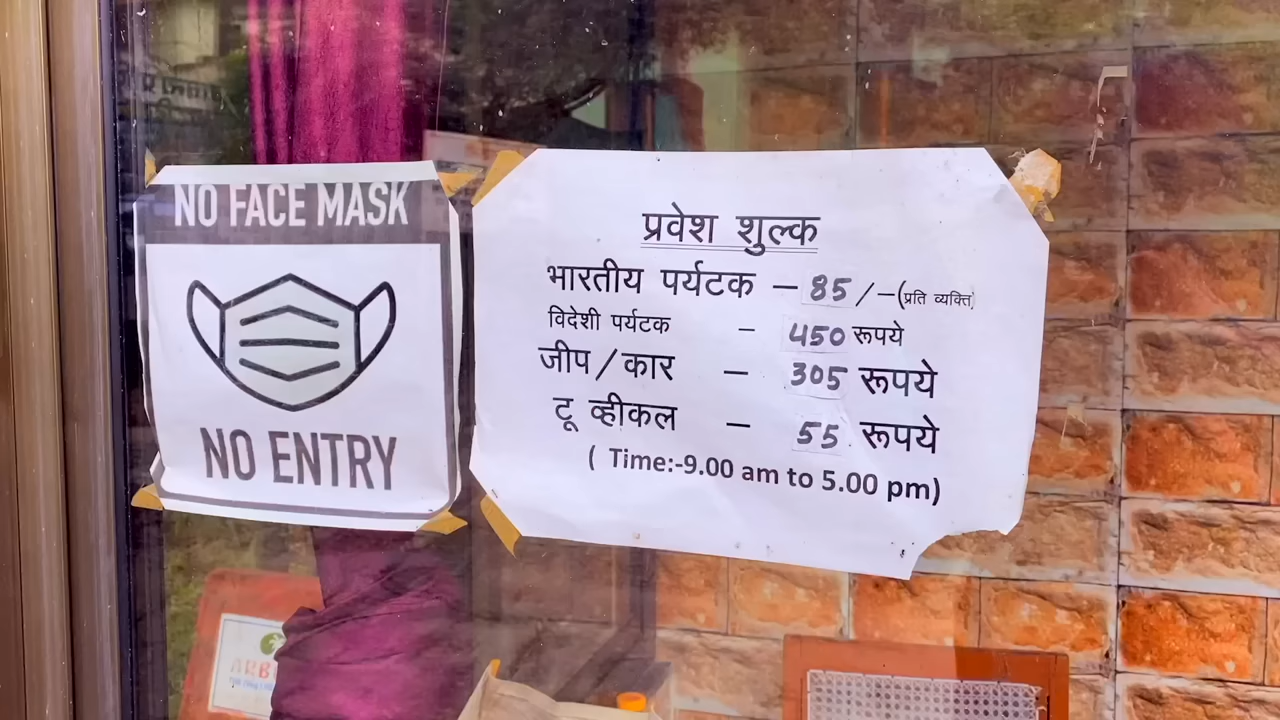 NO FACE MASK
NO ENTRY
प्रवेश शुल्क
भारतीय पर्यटक – 85/-(प्रति व्यक्ति)
विदेशी पर्यटक – 450 रूपये
जीप/कार – 305 रूपये
टू व्हीकल – 55 रूपये
( Time:-9.00 am to 5.00 pm)